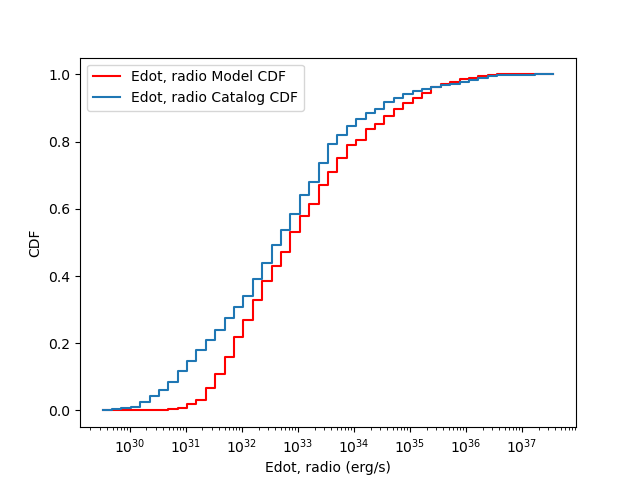 Edot, radio Model CDF
Edot, radio Catalog CDF
CDF
1.0
0.8
0.6
0.4
0.2
0.0
10^30 10^31 10^32 10^33 10^34 10^35 10^36 10^37
Edot, radio (erg/s)